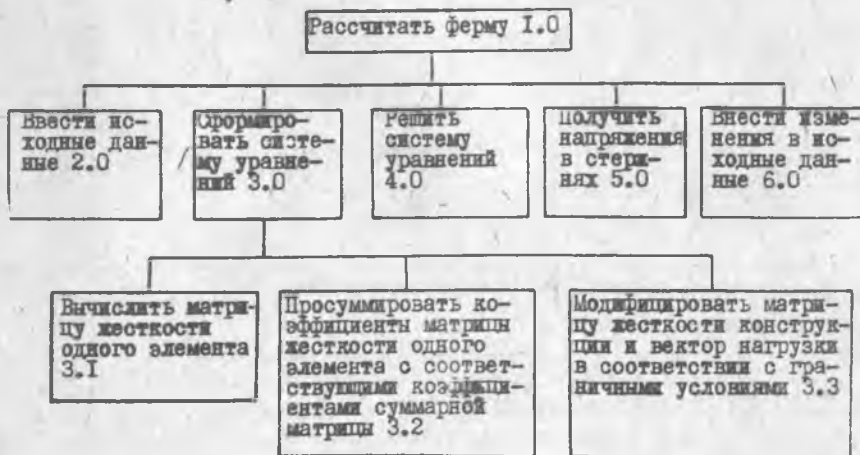 Рассчитать ферму I.0
Ввести ис-
ходные дан-
ные 2.0
Сформиро-
вать систе-
му уравне-
ний 3.0
Решить
систему
уравнений
4.0
Получить
напряжения
в стерж-
нях 5.0
Внести изме-
нения в ис-
ходные дан-
ные 6.0
Вычислить матри-
цу жесткости
одного элемента
3.I
Просуммировать ко-
эффициенты матрицы
жесткости одного
элемента с соответ-
ствующими коэффици-
ентами суммарной
матрицы 3.2
Модифицировать матри-
цу жесткости конструк-
ции и вектор нагрузки
в соответствии с гра-
ничными условиями 3.3